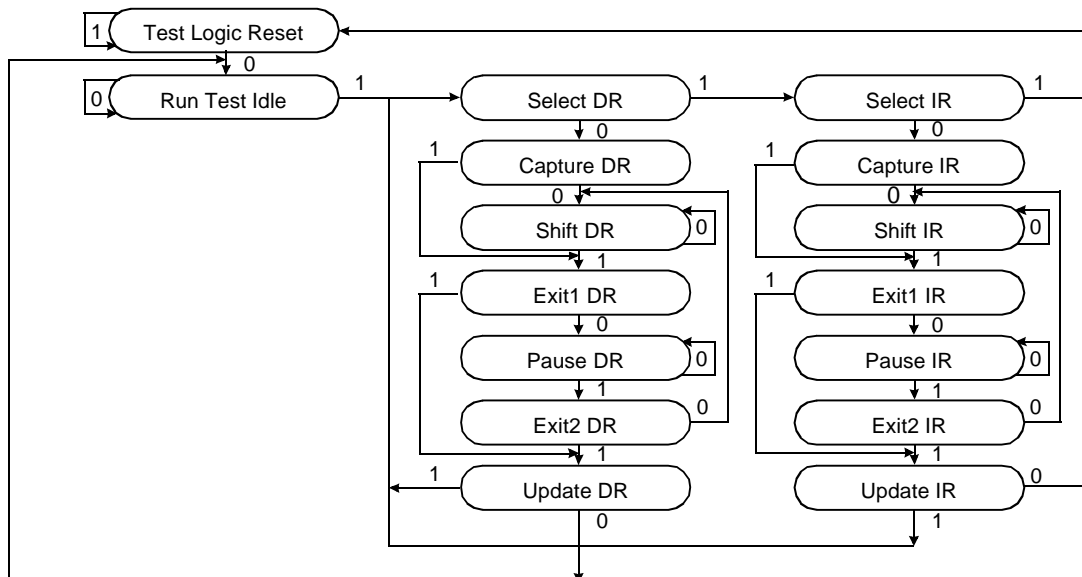 1 Test Logic Reset
0
0 Run Test Idle 1 Select DR 1 Select IR 1
0 0
1 Capture DR 1 Capture IR
0 0
Shift DR 0 Shift IR 0
1 1
1 Exit1 DR 1 Exit1 IR
0 0
Pause DR 0 Pause IR 0
1 1
Exit2 DR 0 Exit2 IR 0
1 1
1 Update DR Update IR 0
0 1